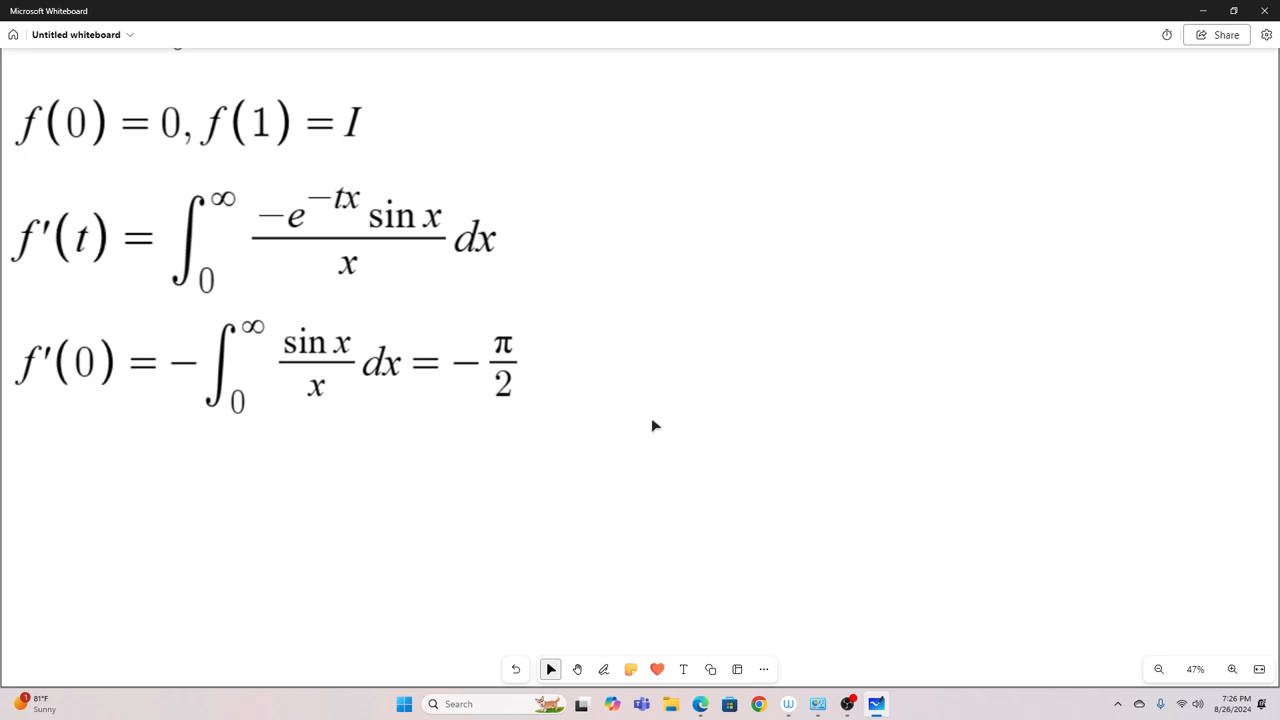 Microsoft Whiteboard
Untitled whiteboard
Share
f(0) = 0, f(1) = I
f'(t) = ∫₀^∞ (−e^(−tx) sin x)/x dx
f'(0) = −∫₀^∞ (sin x)/x dx = −π/2
47%
1
81°F
Sunny
Search
7:26 PM
8/26/2024